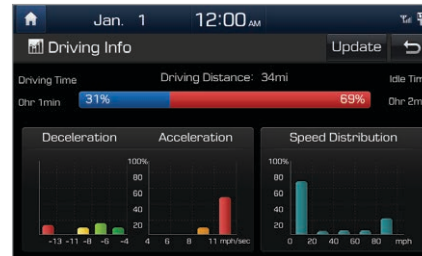 Jan. 1 12:00 AM
Driving Info Update
Driving Time Driving Distance: 34mi Idle Tim
0hr 1min 31% 69% 0hr 2m
Deceleration Acceleration Speed Distribution
100% 100%
80 80
60 60
40 40
20 20
-13 -11 -8 -6 -4 4 6 8 11 mph/sec 0 20 40 60 80 mph